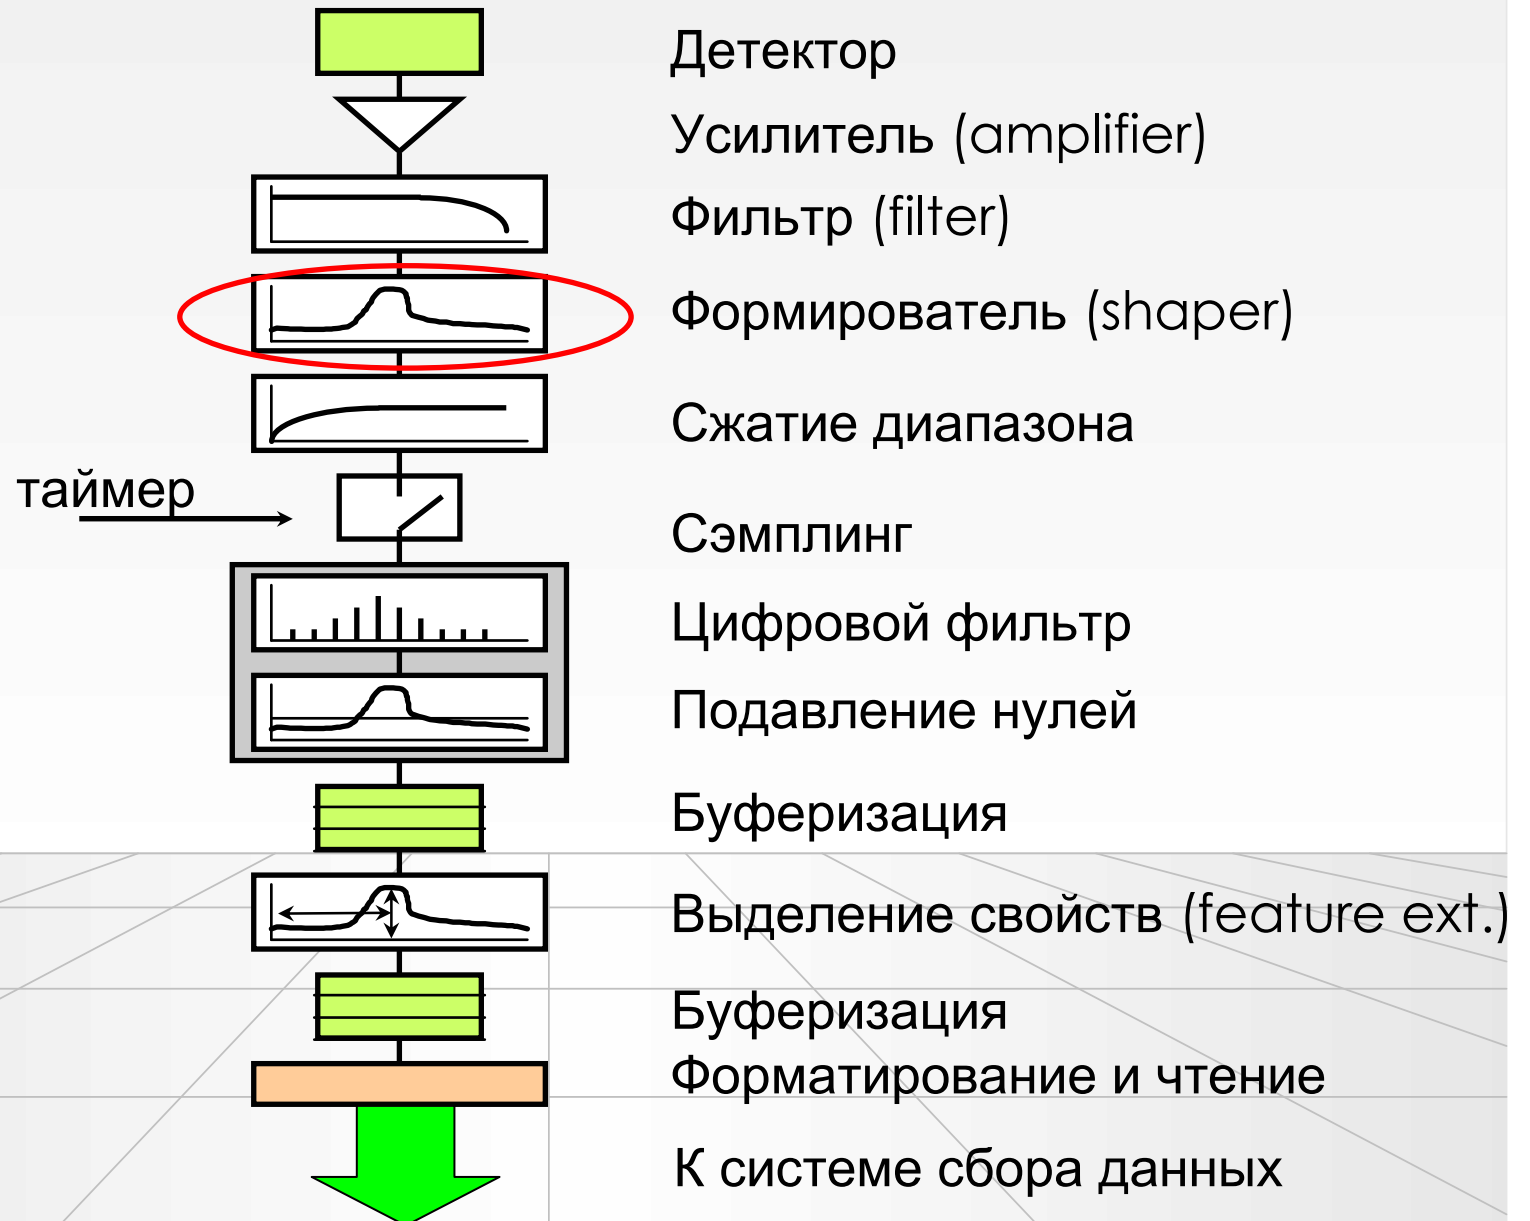 Детектор
Усилитель (amplifier)
Фильтр (filter)
Формирователь (shaper)
Сжатие диапазона
таймер
Сэмплинг
Цифровой фильтр
Подавление нулей
Буферизация
Выделение свойств (feature ext.)
Буферизация
Форматирование и чтение
К системе сбора данных